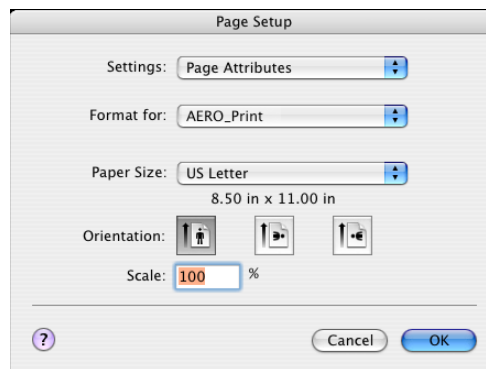 Page Setup
Settings: Page Attributes
Format for: AERO_Print
Paper Size: US Letter
8.50 in x 11.00 in
Orientation:
Scale: 100 %
? Cancel OK